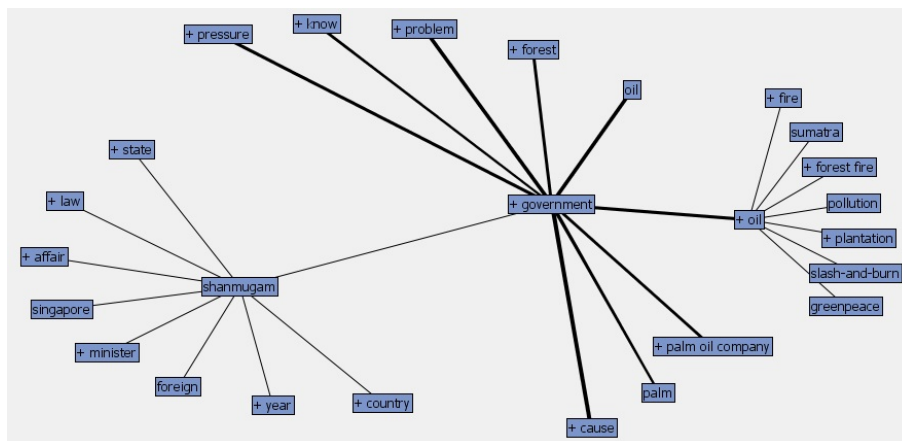 + pressure
+ l:now
+ problem
+ forest
oil
+ fire
sumatra
+ state
+ forest fire
+ law
pollution
+ government
+ oil
+ plantation
+ affair
slash-and-burn
shanmugam
singapore
greenpeace
+ minister
+ palm oil company
foreign
palm
+ year
+ country
+ cause